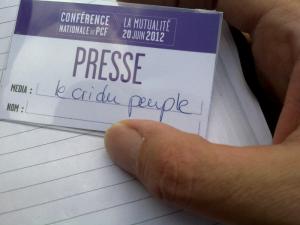 CONFÉRENCE LA MUTUALITÉ
NATIONALE DU PCF 20 JUIN 2012
PRESSE
MEDIA : le cri du peuple
NOM :